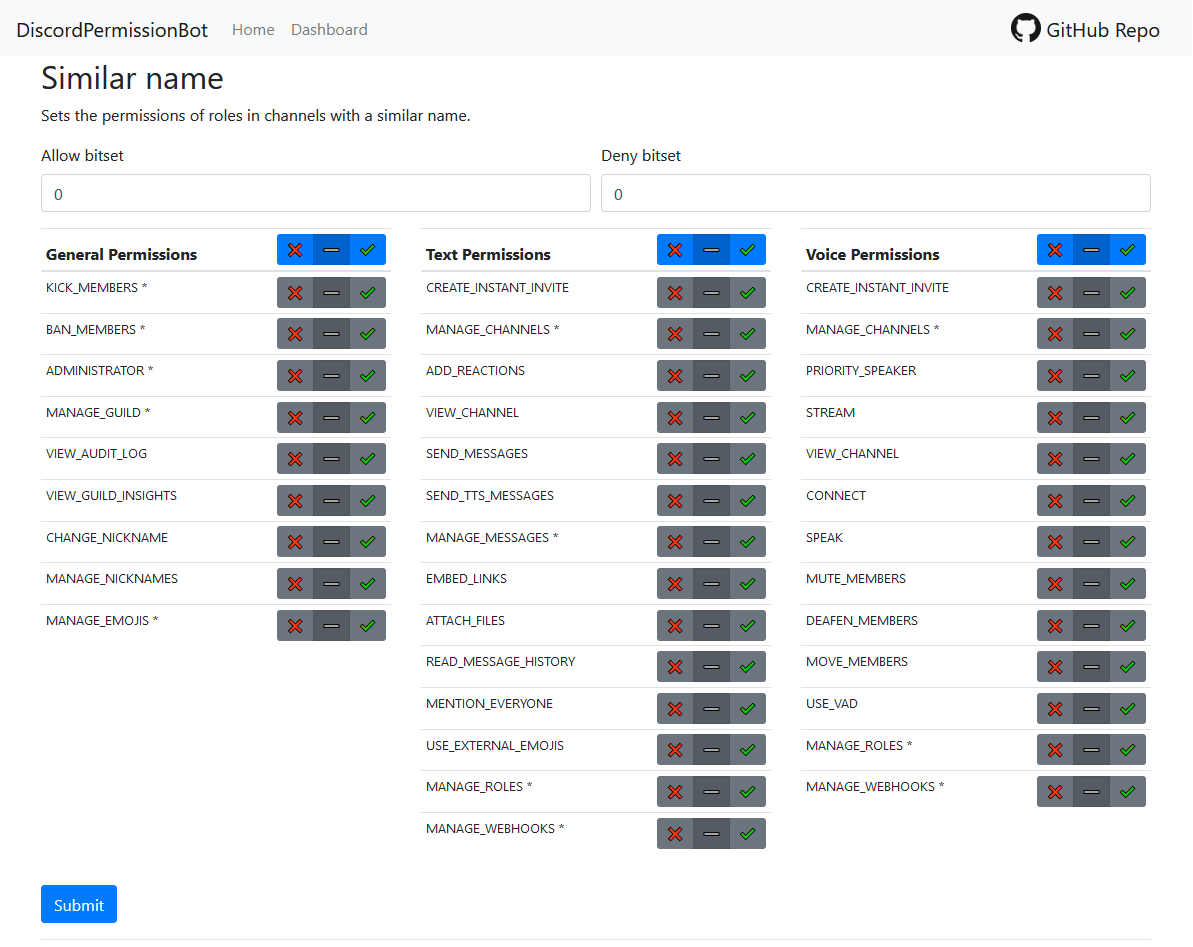 DiscordPermissionBot Home Dashboard GitHub Repo
Similar name
Sets the permissions of roles in channels with a similar name.
Allow bitset Deny bitset
0 0
General Permissions Text Permissions Voice Permissions
KICK_MEMBERS * CREATE_INSTANT_INVITE CREATE_INSTANT_INVITE
BAN_MEMBERS * MANAGE_CHANNELS * MANAGE_CHANNELS *
ADMINISTRATOR * ADD_REACTIONS PRIORITY_SPEAKER
MANAGE_GUILD * VIEW_CHANNEL STREAM
VIEW_AUDIT_LOG SEND_MESSAGES VIEW_CHANNEL
VIEW_GUILD_INSIGHTS SEND_TTS_MESSAGES CONNECT
CHANGE_NICKNAME MANAGE_MESSAGES * SPEAK
MANAGE_NICKNAMES EMBED_LINKS MUTE_MEMBERS
MANAGE_EMOJIS * ATTACH_FILES DEAFEN_MEMBERS
READ_MESSAGE_HISTORY MOVE_MEMBERS
MENTION_EVERYONE USE_VAD
USE_EXTERNAL_EMOJIS MANAGE_ROLES *
MANAGE_ROLES * MANAGE_WEBHOOKS *
MANAGE_WEBHOOKS *
Submit